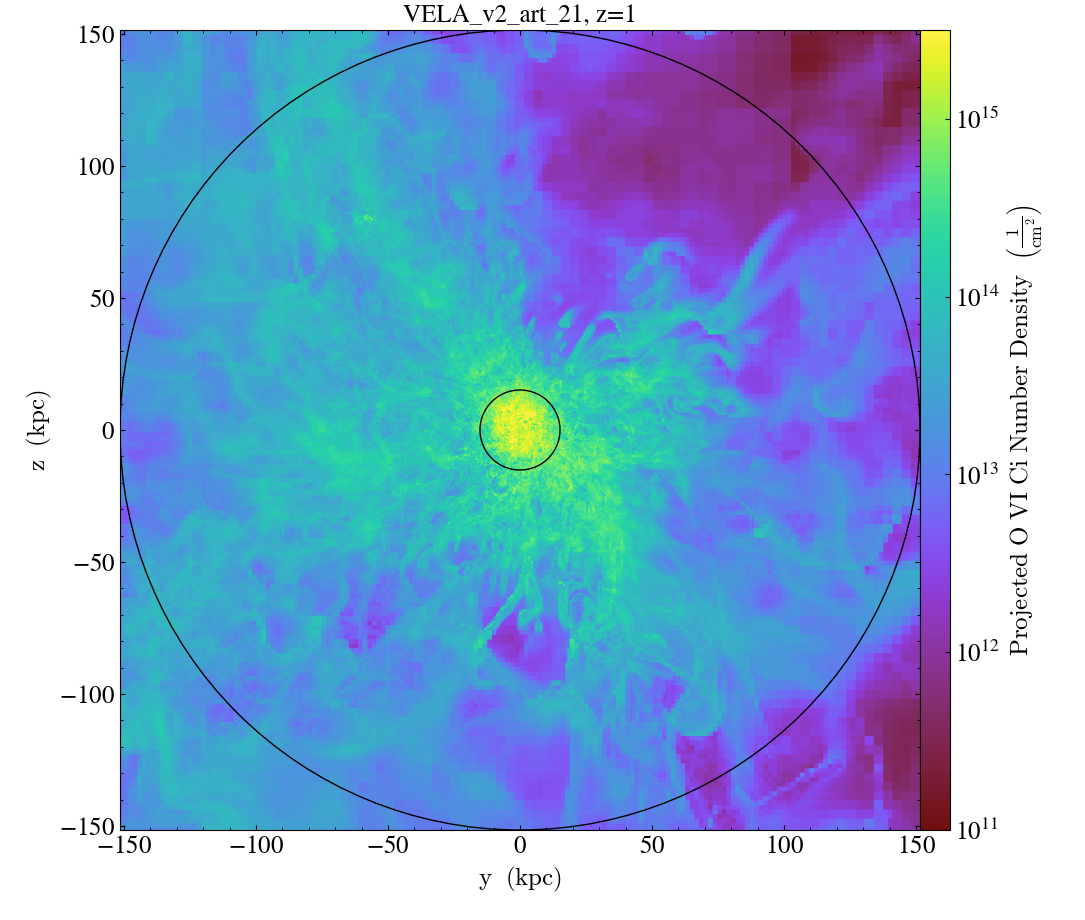 VELA_v2_art_21, z=1
150
100
50
0
−50
−100
−150
z (kpc)
−150 −100 −50 0 50 100 150
y (kpc)
10^15
10^14
10^13
10^12
10^11
Projected O VI Ci Number Density (1/cm^2)